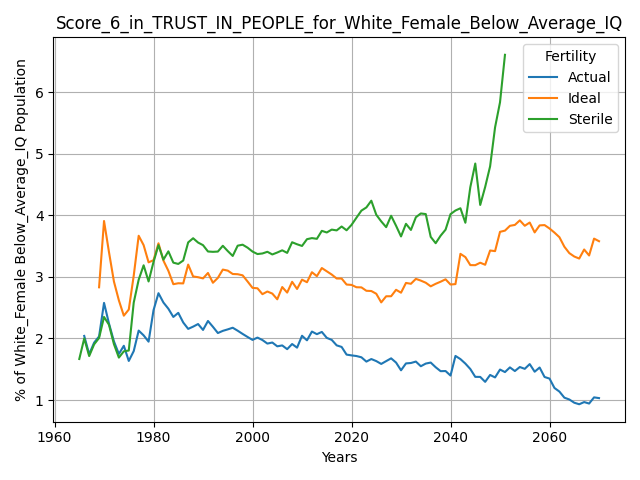 Score_6_in_TRUST_IN_PEOPLE_for_White_Female_Below_Average_IQ
% of White_Female Below_Average_IQ Population
6
5
4
3
2
1
Fertility
Actual
Ideal
Sterile
1960 1980 2000 2020 2040 2060
Years